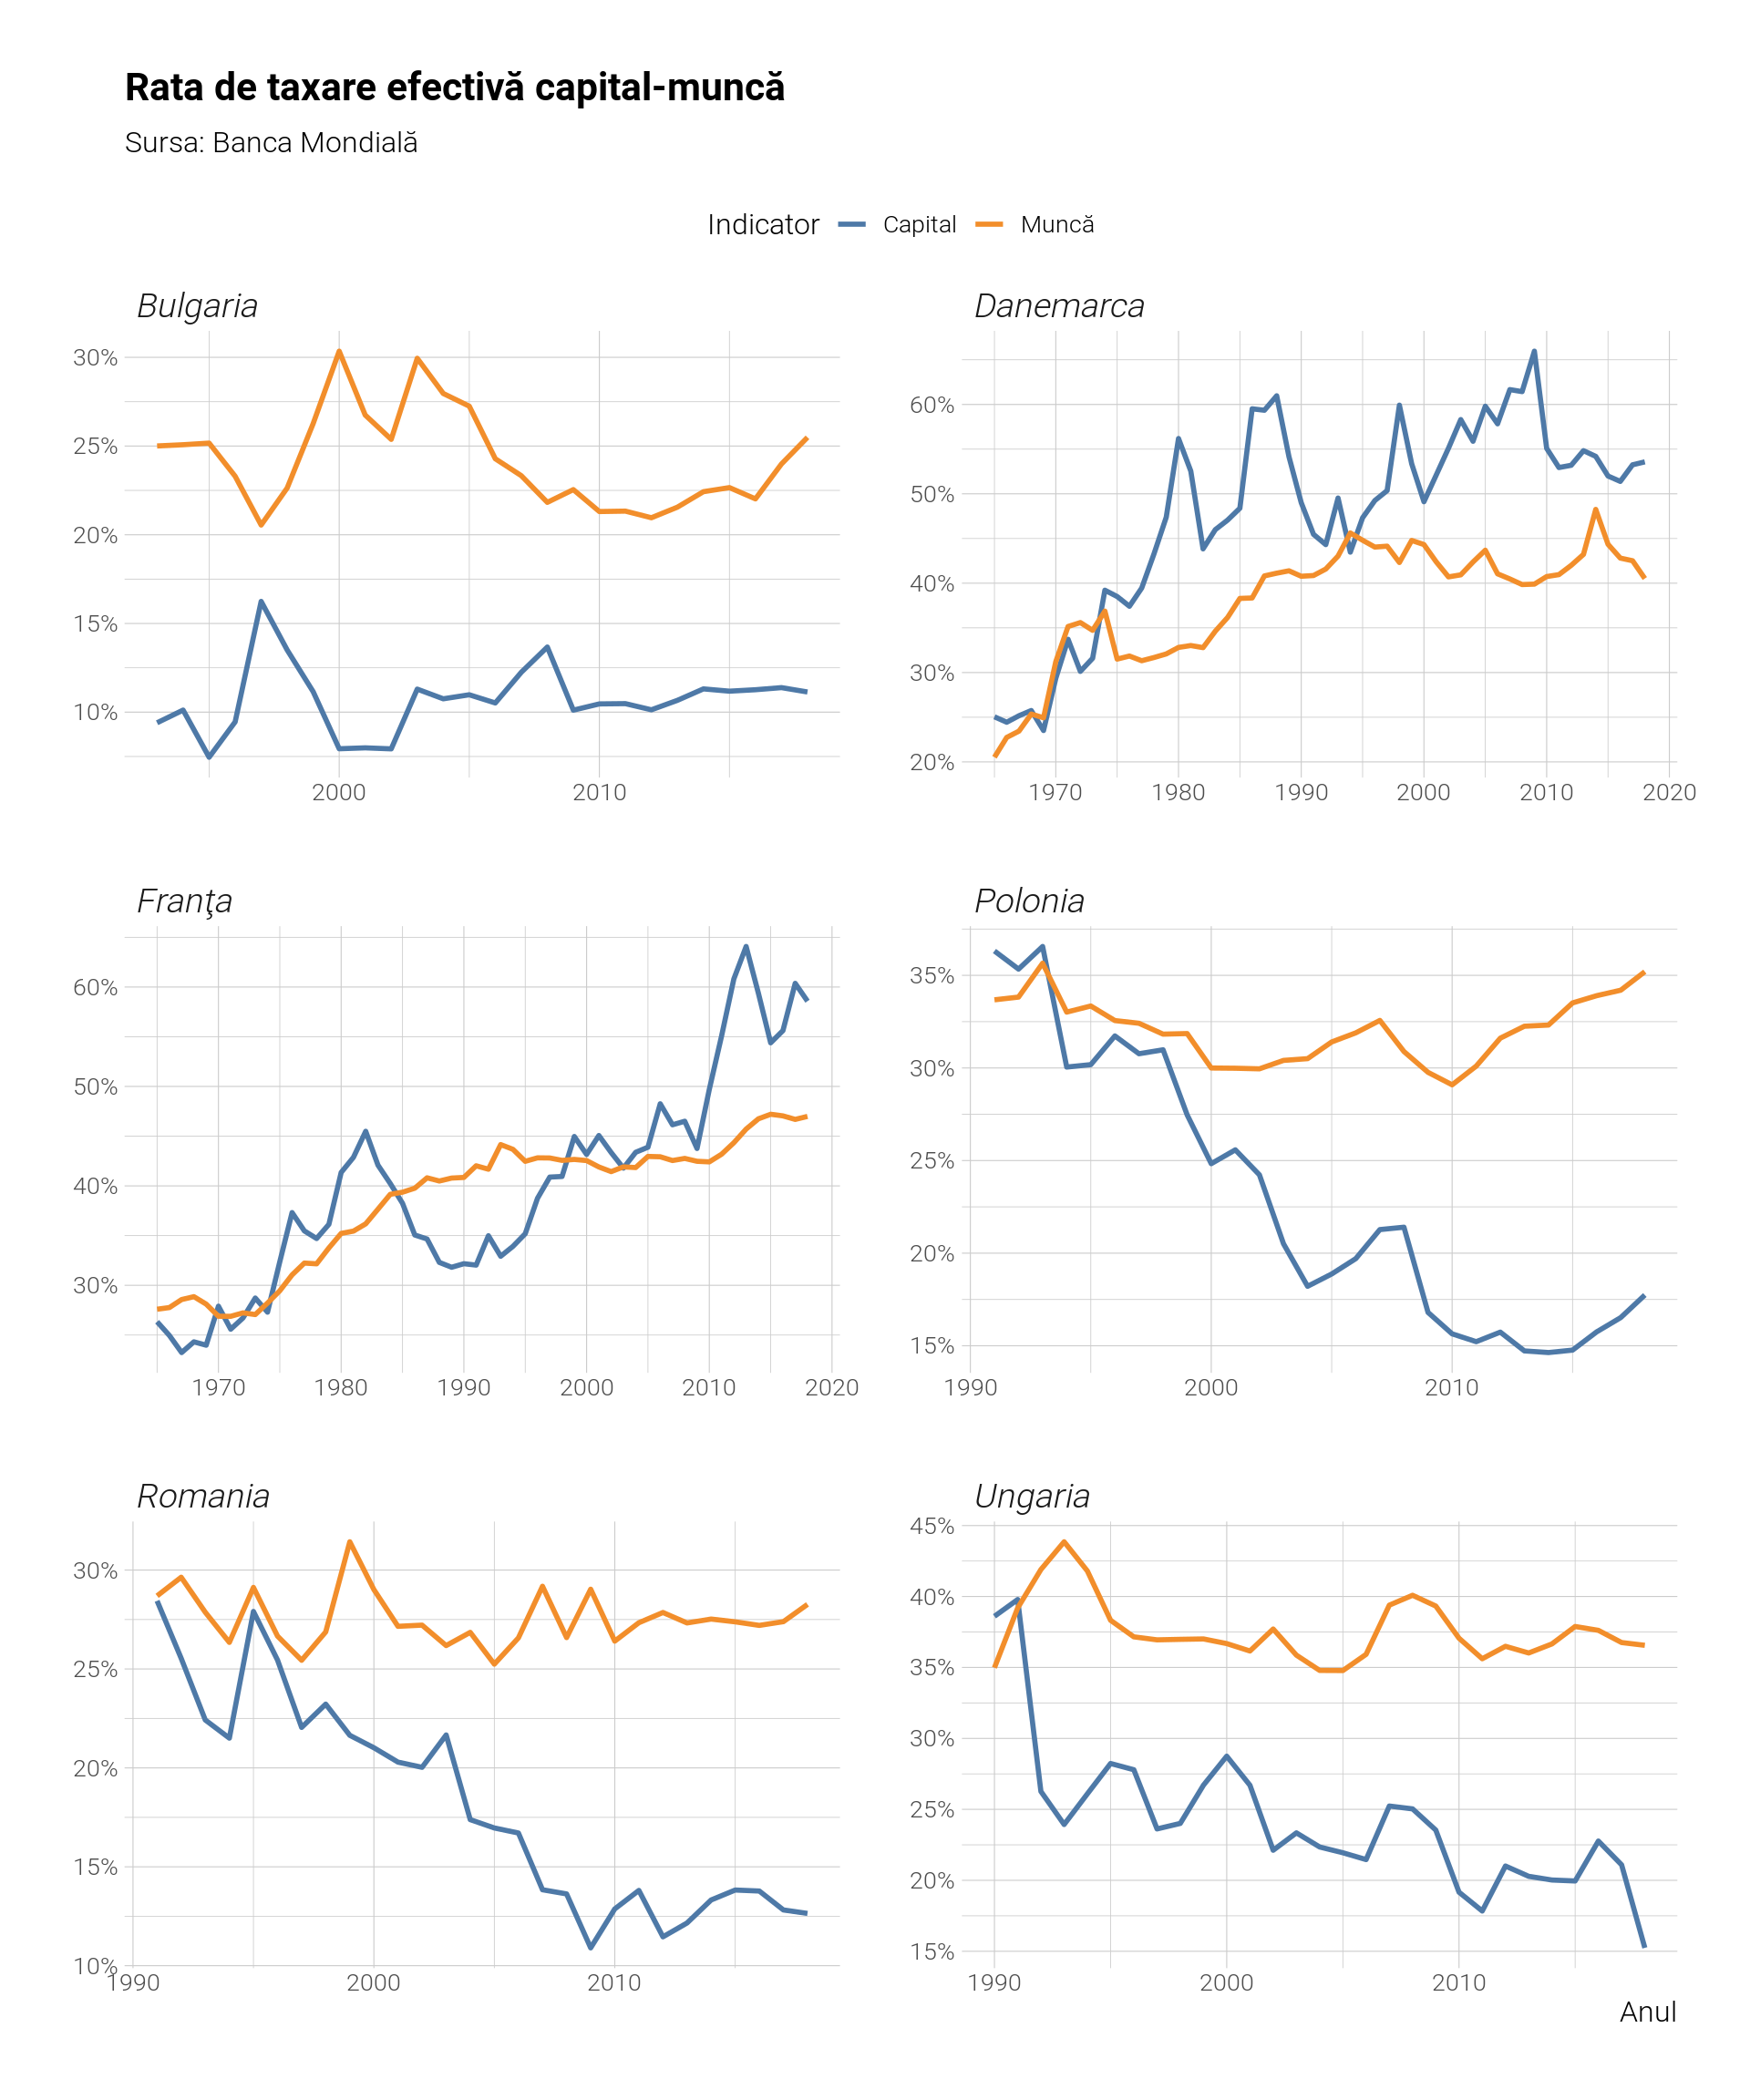 Rata de taxare efectivă capital-muncă
Sursa: Banca Mondială
Indicator Capital Muncă
Bulgaria
30%
25%
20%
15%
10%
2000 2010
Danemarca
60%
50%
40%
30%
20%
1970 1980 1990 2000 2010 2020
Franţa
60%
50%
40%
30%
1970 1980 1990 2000 2010 2020
Polonia
35%
30%
25%
20%
15%
1990 2000 2010
Romania
30%
25%
20%
15%
10%
1990 2000 2010
Ungaria
45%
40%
35%
30%
25%
20%
15%
1990 2000 2010
Anul